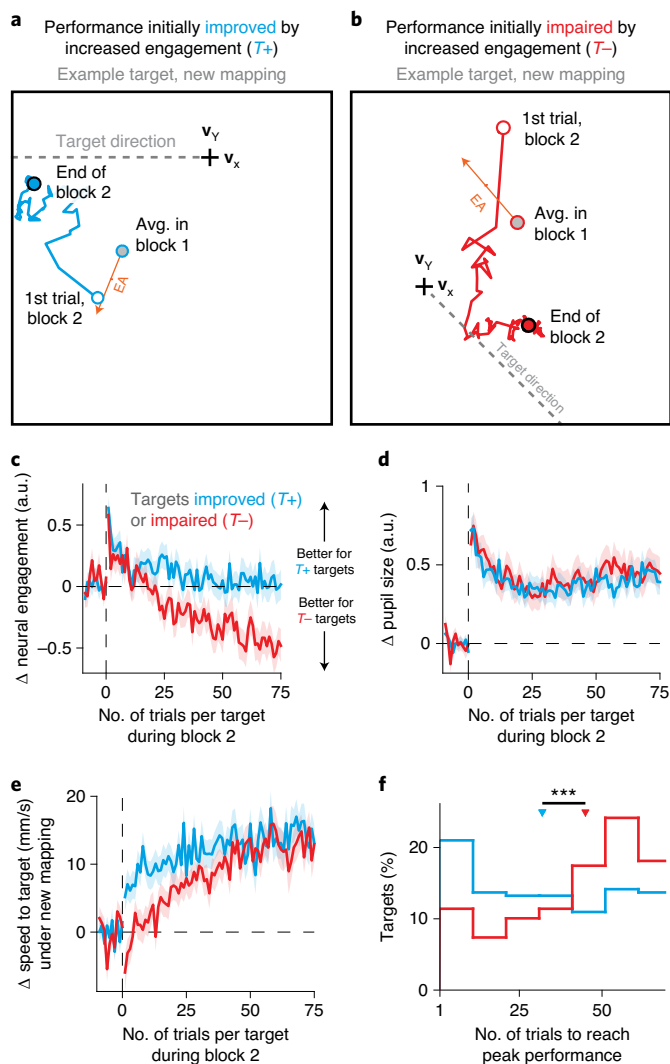 a
Performance initially improved by
increased engagement (T+)
Example target, new mapping
Target direction
vY
vx
End of
block 2
Avg. in
block 1
EA
1st trial,
block 2
b
Performance initially impaired by
increased engagement (T–)
Example target, new mapping
1st trial,
block 2
EA
Avg. in
block 1
vY
vx
End of
block 2
Target direction
c
Δ neural engagement (a.u.)
0.5
0
–0.5
Targets improved (T+)
or impaired (T–)
Better for
T+ targets
Better for
T– targets
0 25 50 75
No. of trials per target
during block 2
d
Δ pupil size (a.u.)
1
0.5
0
0 25 50 75
No. of trials per target
during block 2
e
Δ speed to target (mm/s)
under new mapping
20
10
0
0 25 50 75
No. of trials per target
during block 2
f
Targets (%)
***
20
10
0
1 25 50
No. of trials to reach
peak performance